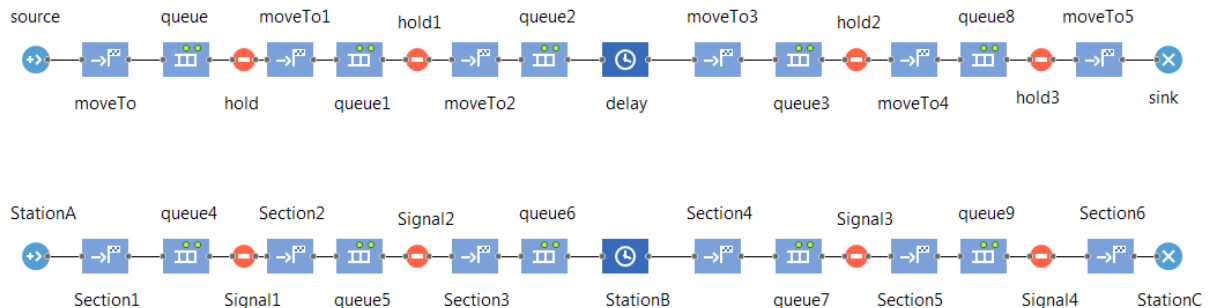 source queue moveTo1 hold1 queue2 moveTo3 hold2 queue8 moveTo5
moveTo hold queue1 moveTo2 delay queue3 moveTo4 hold3 sink
StationA queue4 Section2 Signal2 queue6 Section4 Signal3 queue9 Section6
Section1 Signal1 queue5 Section3 StationB queue7 Section5 Signal4 StationC